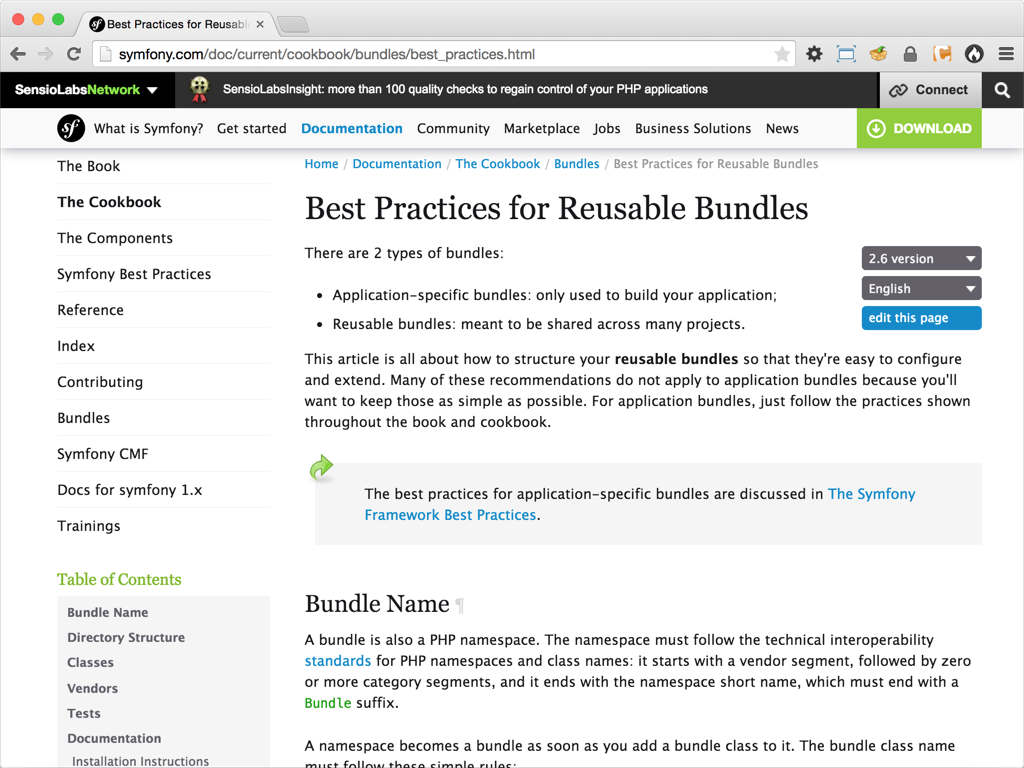 Best Practices for Reusab
symfony.com/doc/current/cookbook/bundles/best_practices.html
SensioLabsNetwork
SensioLabsInsight: more than 100 quality checks to regain control of your PHP applications
Connect
sf
What is Symfony?
Get started
Documentation
Community
Marketplace
Jobs
Business Solutions
News
DOWNLOAD
The Book
The Cookbook
The Components
Symfony Best Practices
Reference
Index
Contributing
Bundles
Symfony CMF
Docs for symfony 1.x
Trainings
Table of Contents
Bundle Name
Directory Structure
Classes
Vendors
Tests
Documentation
Installation Instructions
Home / Documentation / The Cookbook / Bundles / Best Practices for Reusable Bundles
Best Practices for Reusable Bundles
There are 2 types of bundles:
• Application-specific bundles: only used to build your application;
• Reusable bundles: meant to be shared across many projects.
2.6 version
English
edit this page
This article is all about how to structure your reusable bundles so that they're easy to configure
and extend. Many of these recommendations do not apply to application bundles because you'll
want to keep those as simple as possible. For application bundles, just follow the practices shown
throughout the book and cookbook.
The best practices for application-specific bundles are discussed in The Symfony
Framework Best Practices.
Bundle Name ¶
A bundle is also a PHP namespace. The namespace must follow the technical interoperability
standards for PHP namespaces and class names: it starts with a vendor segment, followed by zero
or more category segments, and it ends with the namespace short name, which must end with a
Bundle suffix.
A namespace becomes a bundle as soon as you add a bundle class to it. The bundle class name
must follow these simple rules: